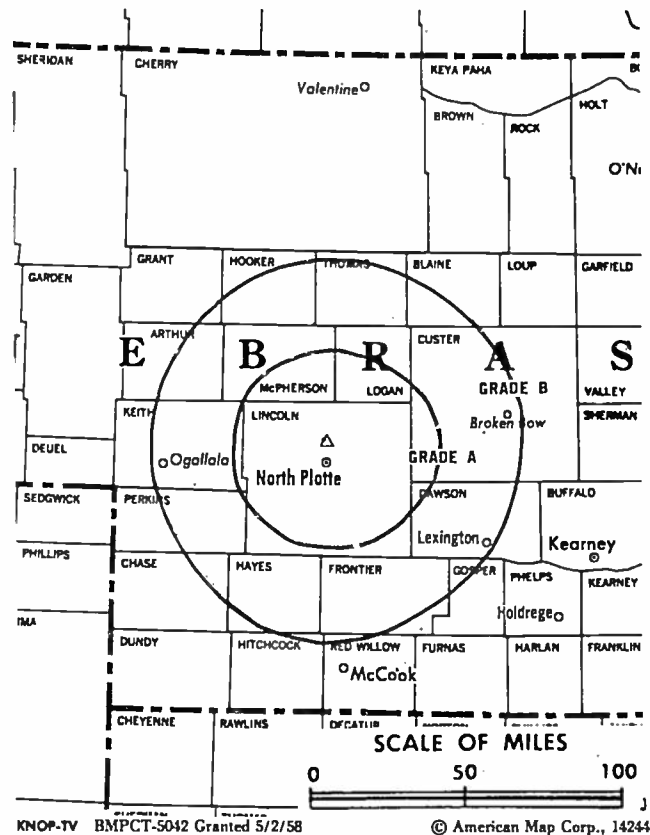 SHERIDAN CHERRY KEYA PAHA
Valentine HOLT
BROWN ROCK
O'N
GRANT HOOKER THOMAS BLAINE LOUP GARFIELD
GARDEN
ARTHUR CUSTER
E B R A S
McPHERSON LOGAN GRADE B VALLEY
KEITH LINCOLN Broken Bow SHERMAN
DEUEL Ogallala GRADE A
North Platte
SEDGWICK PERKINS DAWSON BUFFALO
PHILLIPS Lexington Kearney
CHASE HAYES FRONTIER GOSPER PHELPS KEARNEY
IMA Holdrege
DUNDY HITCHCOCK RED WILLOW FURNAS HARLAN FRANKLIN
McCook
CHEYENNE RAWLINS DECATUR
SCALE OF MILES
0 50 100
KNOP-TV BMPCT-5042 Granted 5/2/58 © American Map Corp., 14244